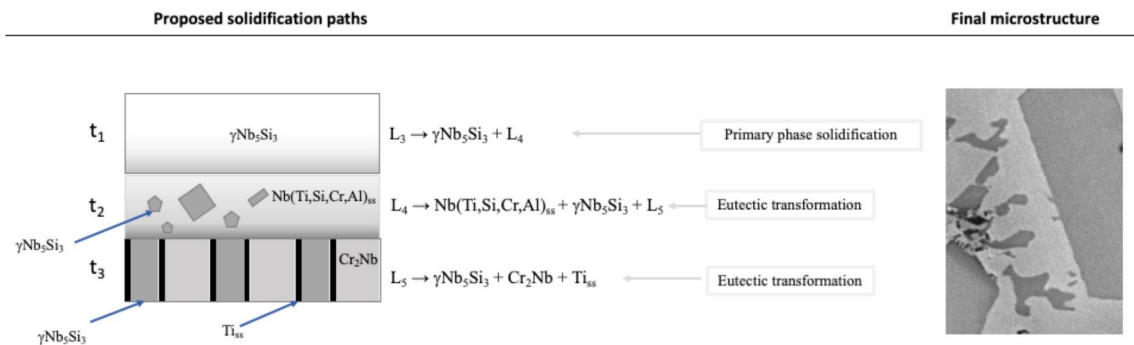 Proposed solidification paths
Final microstructure
t₁
γNb₅Si₃
L₃ → γNb₅Si₃ + L₄
Primary phase solidification
t₂
Nb(Ti,Si,Cr,Al)ₛₛ
L₄ → Nb(Ti,Si,Cr,Al)ₛₛ + γNb₅Si₃ + L₅
Eutectic transformation
γNb₅Si₃
t₃
Cr₂Nb
L₅ → γNb₅Si₃ + Cr₂Nb + Tiₛₛ
Eutectic transformation
γNb₅Si₃
Tiₛₛ